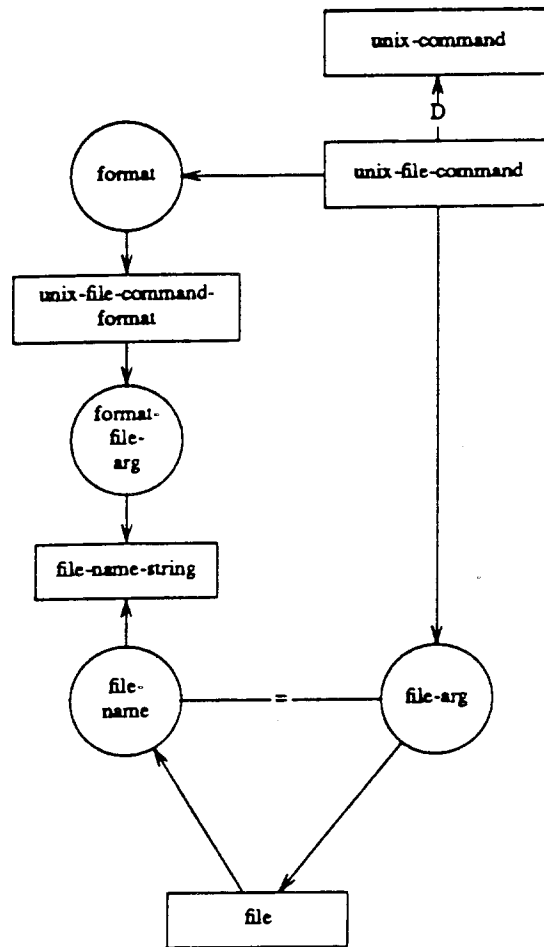 unix-command
D
format
unix-file-command
unix-file-command-
format
format-
file-
arg
file-name-string
file-
name
=
file-arg
file